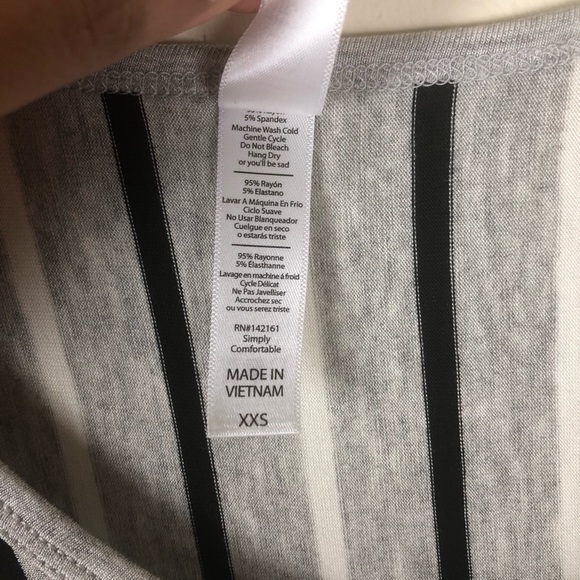 5% Spandex
Machine Wash Cold
Gentle Cycle
Do Not Bleach
Hang Dry
or you'll be sad
95% Rayón
5% Elastano
Lavar A Máquina En Frío
Ciclo Suave
No Usar Blanqueador
Cuelgue en seco
o estarás triste
95% Rayonne
5% Élasthanne
Lavage en machine á froid
Cycle Délicat
Ne Pas Javelliser
Accrochez sec
ou vous serez triste
RN#142161
Simply
Comfortable
MADE IN
VIETNAM
XXS